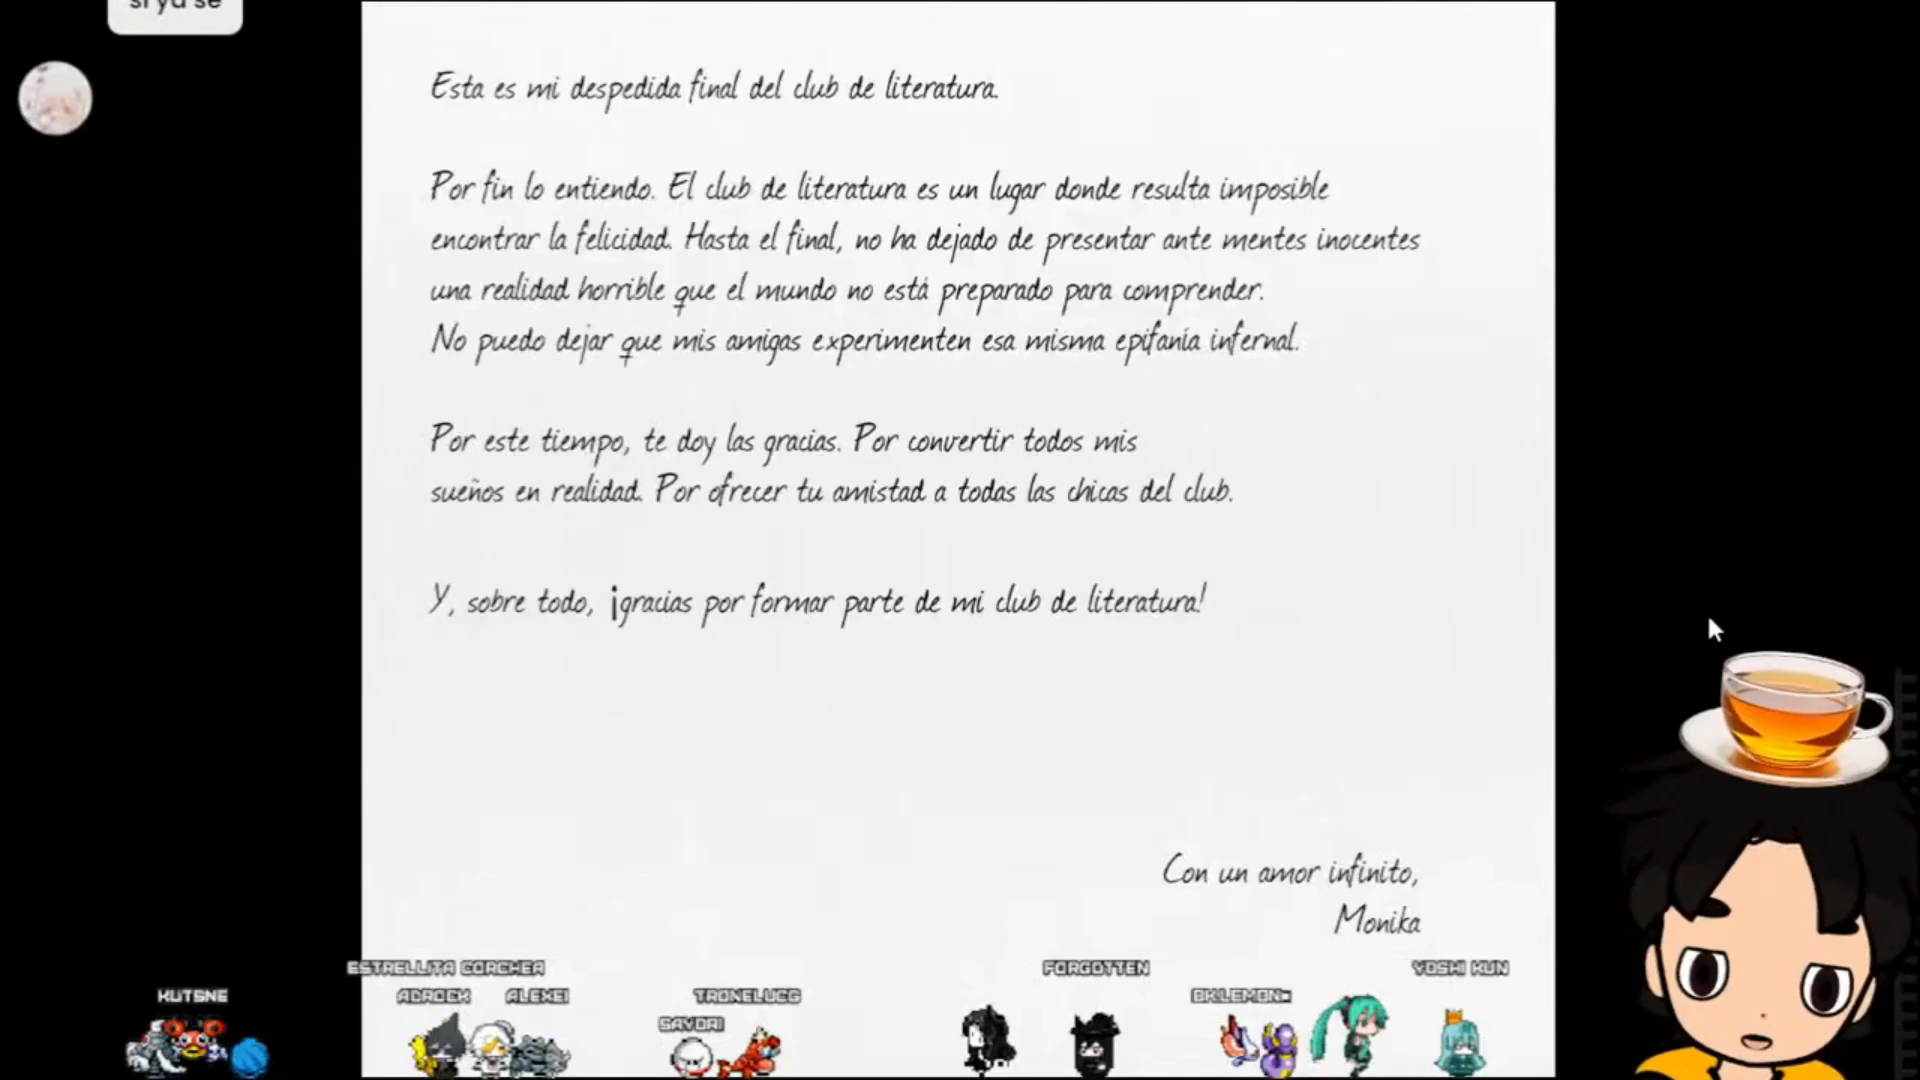 si ya se
Esta es mi despedida final del club de literatura.
Por fin lo entiendo. El club de literatura es un lugar donde resulta imposible
encontrar la felicidad. Hasta el final, no ha dejado de presentar ante mentes inocentes
una realidad horrible que el mundo no está preparado para comprender.
No puedo dejar que mis amigas experimenten esa misma epifanía infernal.
Por este tiempo, te doy las gracias. Por convertir todos mis
sueños en realidad. Por ofrecer tu amistad a todas las chicas del club.
Y, sobre todo, ¡gracias por formar parte de mi club de literatura!
Con un amor infinito,
Monika
ESTRELLITA CORCHEA
FORGOTTEN
YOSHI KUN
KUTSNE
ADROCK
ALEXEI
TRONELUCG
SAYORI